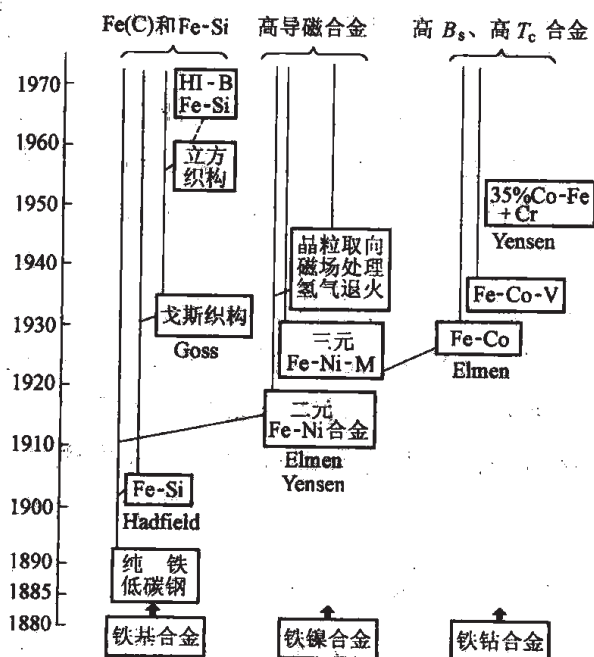 Fe(C)和Fe-Si
高导磁合金
高 Bs、高 Tc 合金
1970
1960
1950
1940
1930
1920
1910
1900
1890
1885
1880
HI-B
Fe-Si
立方
织构
戈斯织构
Goss
Fe-Si
Hadfield
纯 铁
低碳钢
铁基合金
晶粒取向
磁场处理
氢气退火
三元
Fe-Ni-M
二元
Fe-Ni合金
Elmen
Yensen
铁镍合金
35%Co-Fe
+Cr
Yensen
Fe-Co-V
Fe-Co
Elmen
铁钴合金